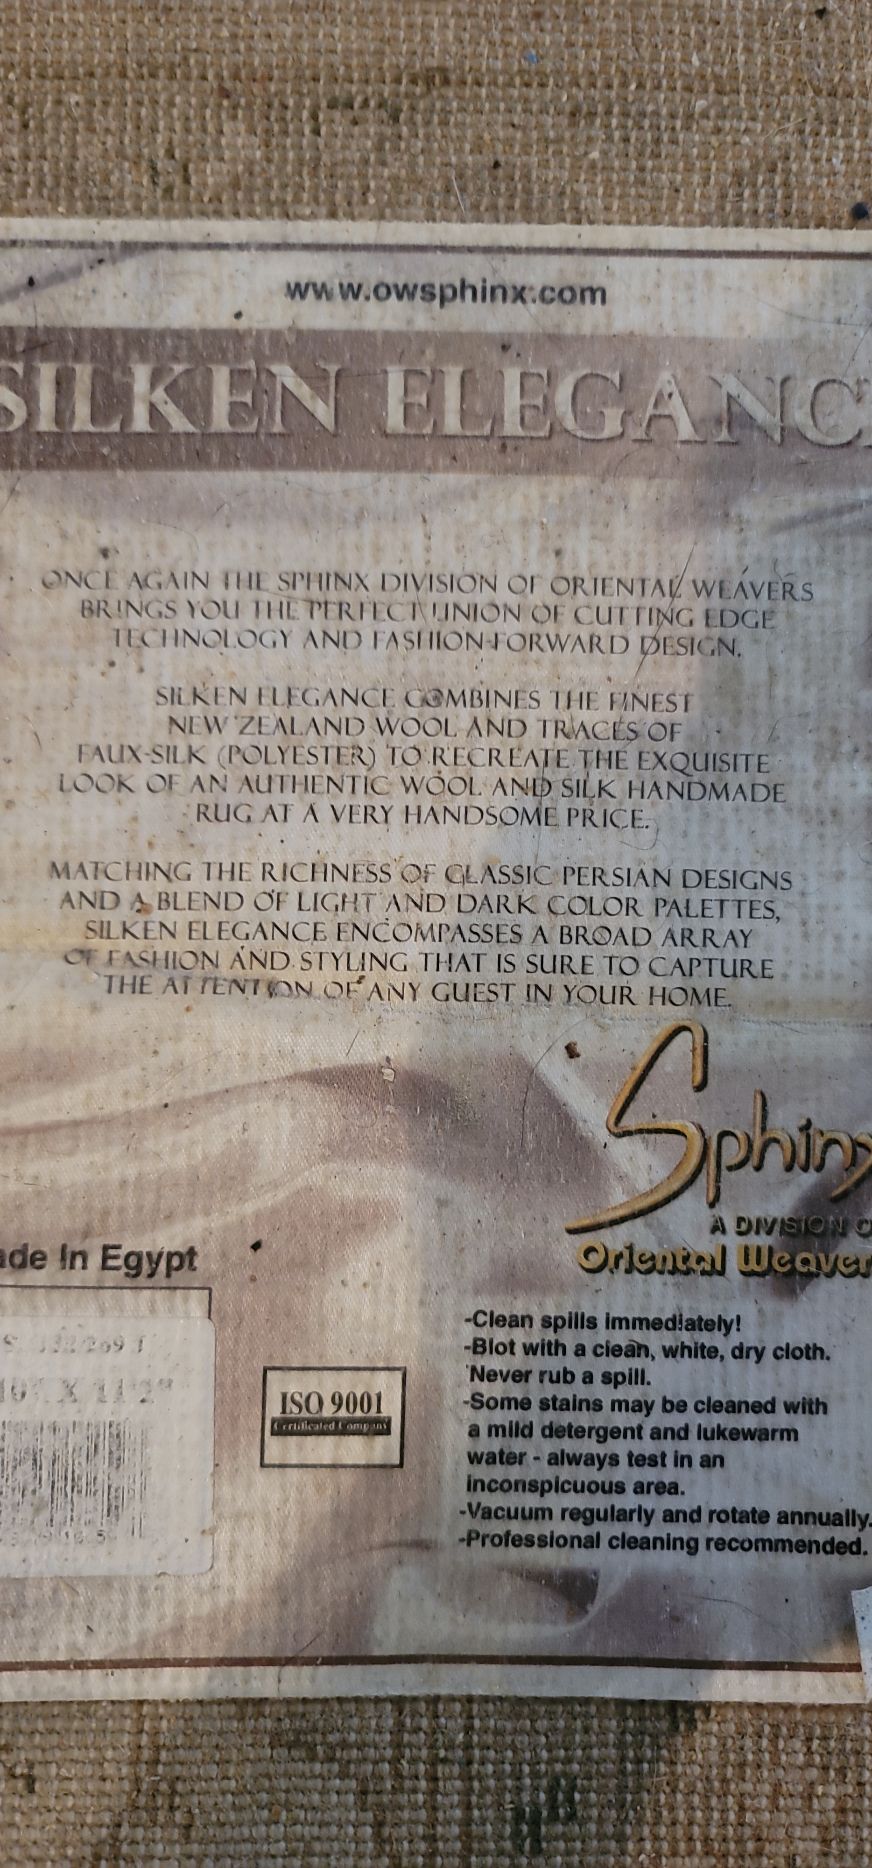 www.owsphinx.com
SILKEN ELEGANC
ONCE AGAIN THE SPHINX DIVISION OF ORIENTAL WEAVERS
BRINGS YOU THE PERFECT UNION OF CUTTING EDGE
TECHNOLOGY AND FASHION-FORWARD DESIGN.
SILKEN ELEGANCE COMBINES THE FINEST
NEW ZEALAND WOOL AND TRACES OF
FAUX-SILK (POLYESTER) TO RECREATE THE EXQUISITE
LOOK OF AN AUTHENTIC WOOL AND SILK HANDMADE
RUG AT A VERY HANDSOME PRICE.
MATCHING THE RICHNESS OF CLASSIC PERSIAN DESIGNS
AND A BLEND OF LIGHT AND DARK COLOR PALETTES,
SILKEN ELEGANCE ENCOMPASSES A BROAD ARRAY
OF FASHION AND STYLING THAT IS SURE TO CAPTURE
THE ATTENTION OF ANY GUEST IN YOUR HOME.
Sphinx
A DIVISION O
Oriental Weaver
ade In Egypt
X 11'2"
ISO 9001
Certificated Company
-Clean spills immediately!
-Blot with a clean, white, dry cloth.
Never rub a spill.
-Some stains may be cleaned with
a mild detergent and lukewarm
water - always test in an
inconspicuous area.
-Vacuum regularly and rotate annually.
-Professional cleaning recommended.